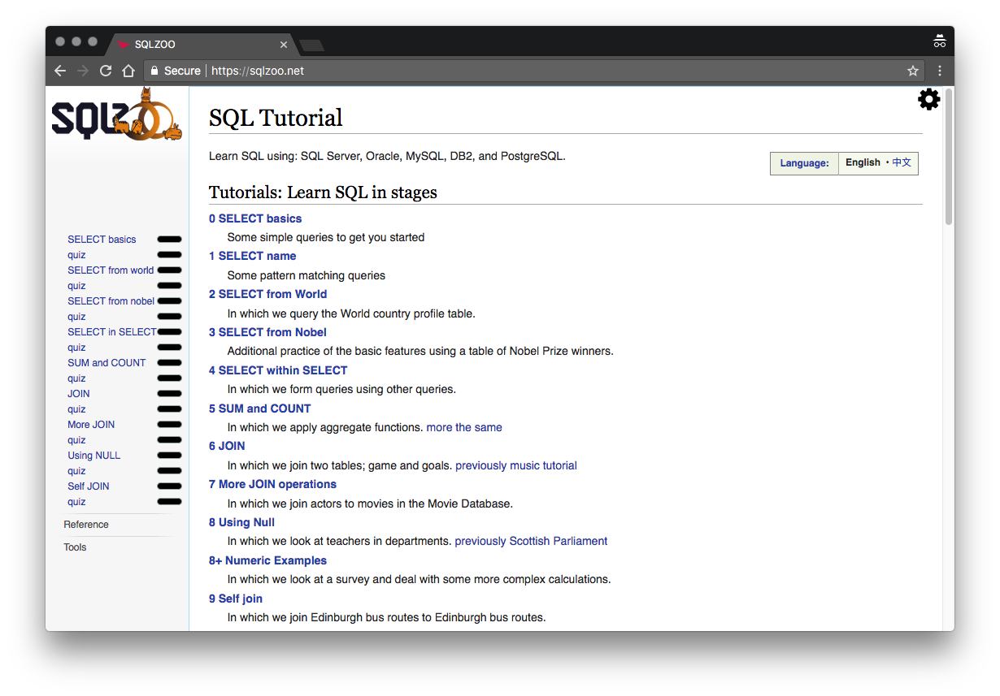 SQLZOO
Secure | https://sqlzoo.net
SQLZOO
SELECT basics
quiz
SELECT from world
quiz
SELECT from nobel
quiz
SELECT in SELECT
quiz
SUM and COUNT
quiz
JOIN
quiz
More JOIN
quiz
Using NULL
quiz
Self JOIN
quiz
Reference
Tools
SQL Tutorial
Learn SQL using: SQL Server, Oracle, MySQL, DB2, and PostgreSQL.
Language: English • 中文
Tutorials: Learn SQL in stages
0 SELECT basics
Some simple queries to get you started
1 SELECT name
Some pattern matching queries
2 SELECT from World
In which we query the World country profile table.
3 SELECT from Nobel
Additional practice of the basic features using a table of Nobel Prize winners.
4 SELECT within SELECT
In which we form queries using other queries.
5 SUM and COUNT
In which we apply aggregate functions. more the same
6 JOIN
In which we join two tables; game and goals. previously music tutorial
7 More JOIN operations
In which we join actors to movies in the Movie Database.
8 Using Null
In which we look at teachers in departments. previously Scottish Parliament
8+ Numeric Examples
In which we look at a survey and deal with some more complex calculations.
9 Self join
In which we join Edinburgh bus routes to Edinburgh bus routes.